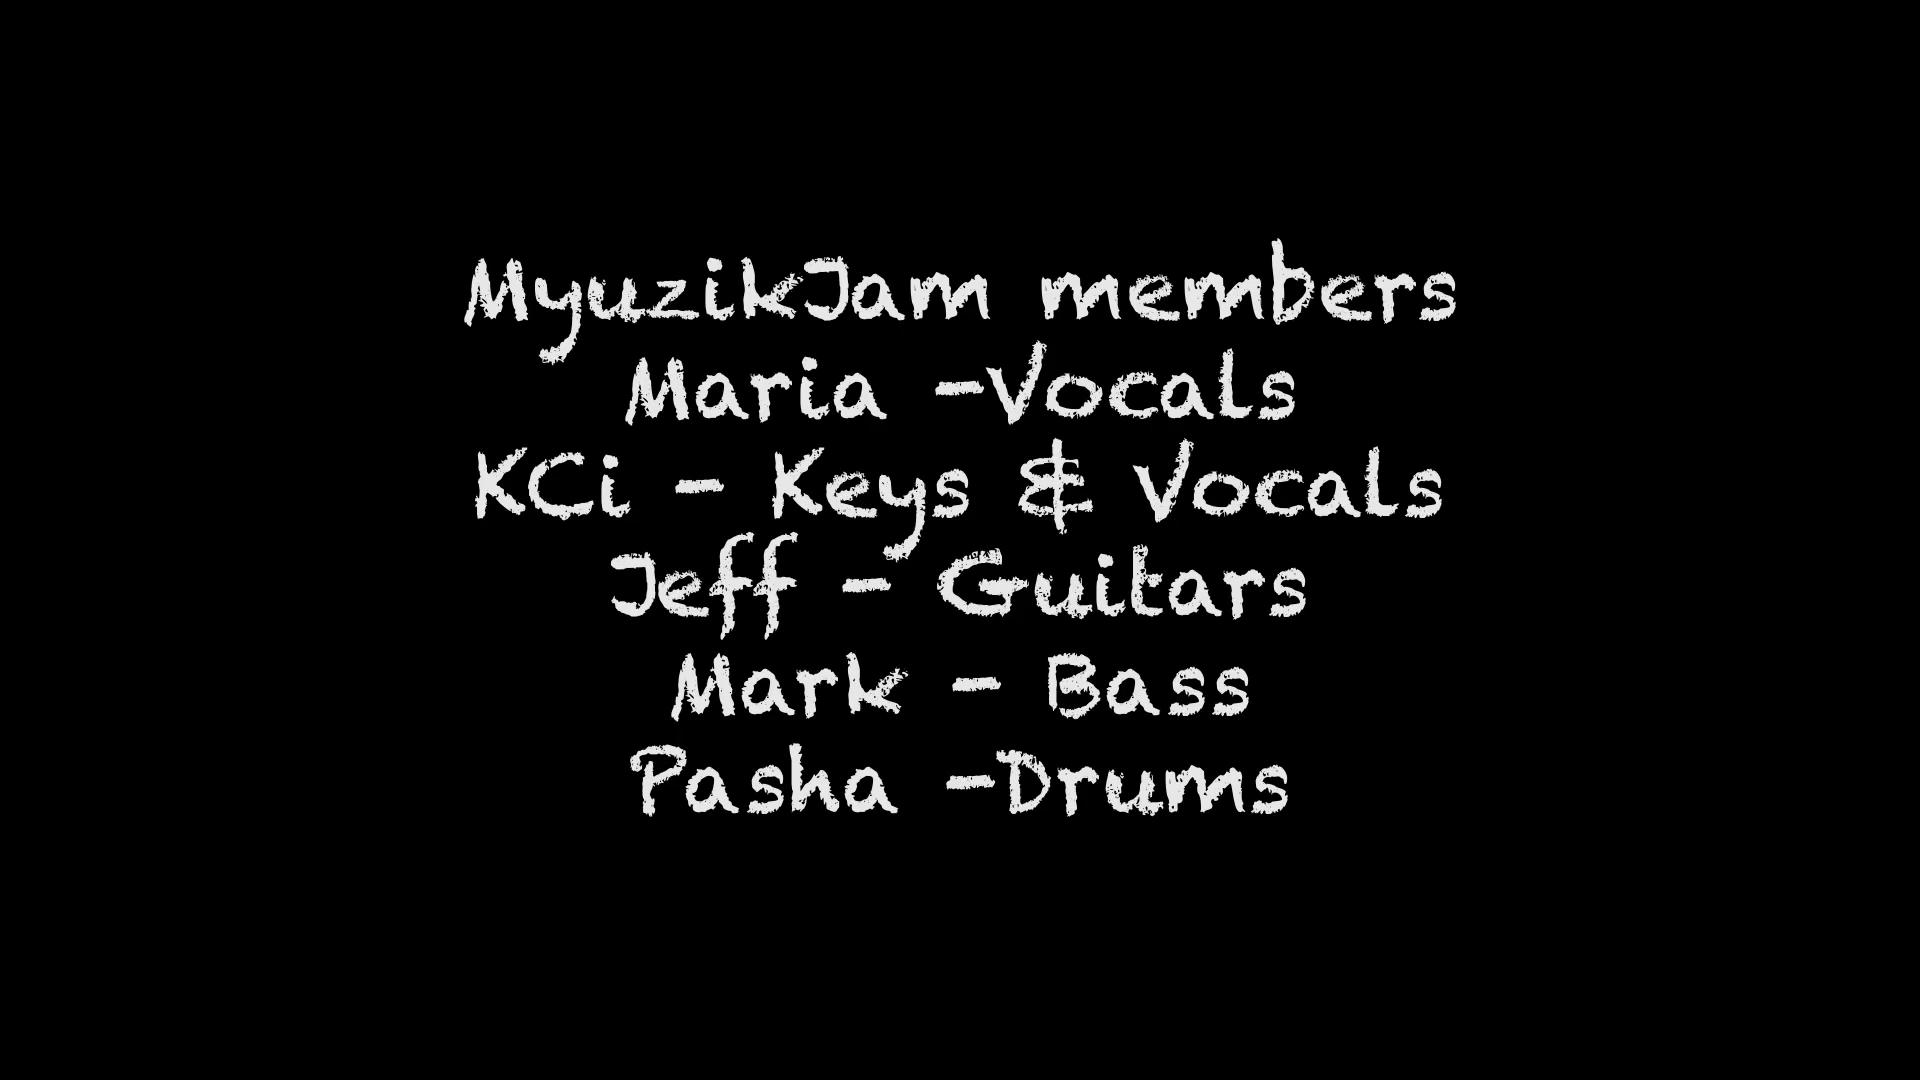 MyuzikJam members
Maria -Vocals
KCi - Keys & Vocals
Jeff - Guitars
Mark - Bass
Pasha -Drums